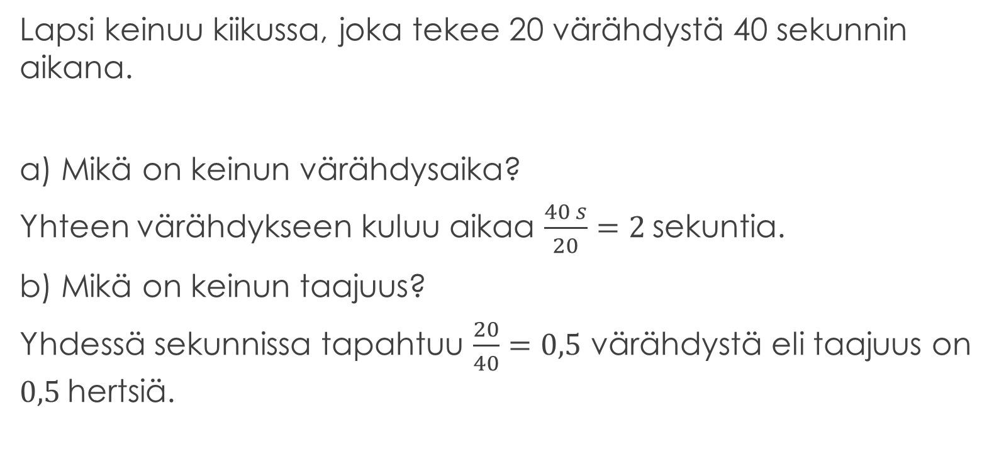 Lapsi keinuu kiikussa, joka tekee 20 värähdystä 40 sekunnin
aikana.
a) Mikä on keinun värähdysaika?
Yhteen värähdykseen kuluu aikaa 40 s/20 = 2 sekuntia.
b) Mikä on keinun taajuus?
Yhdessä sekunnissa tapahtuu 20/40 = 0,5 värähdystä eli taajuus on
0,5 hertsiä.